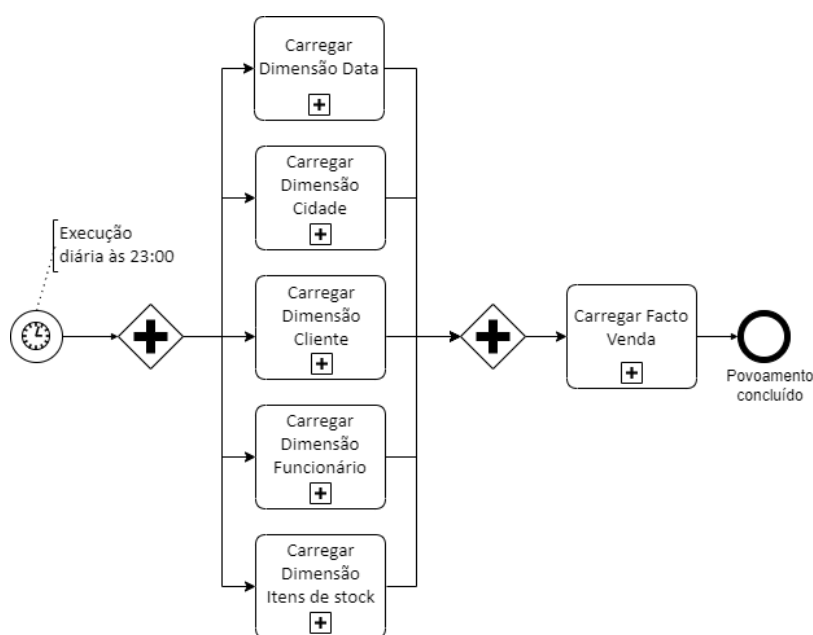 Carregar
Dimensão Data
Carregar
Dimensão
Cidade
Execução
diária às 23:00
Carregar
Dimensão
Cliente
Carregar Facto
Venda
Povoamento
concluído
Carregar
Dimensão
Funcionário
Carregar
Dimensão
Itens de stock